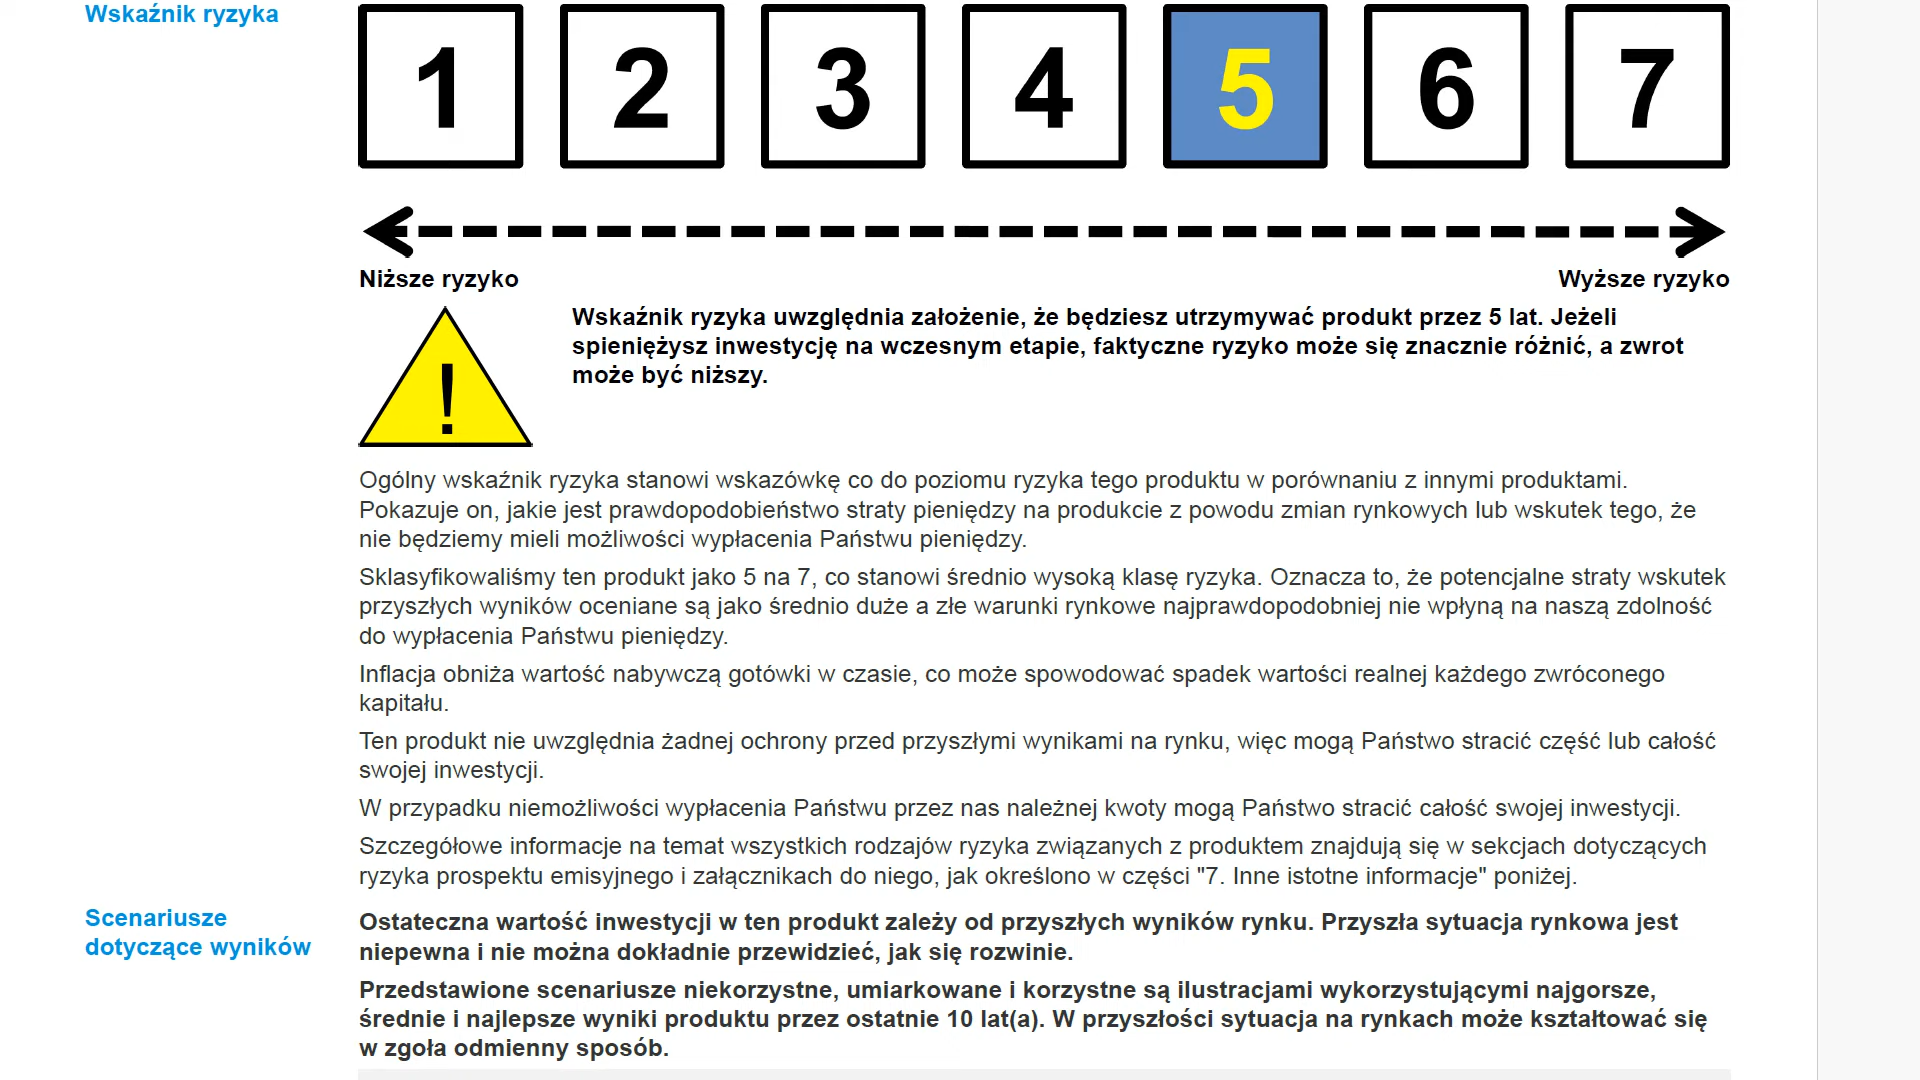 Wskaźnik ryzyka
1 2 3 4 5 6 7
Niższe ryzyko
Wyższe ryzyko
!
Wskaźnik ryzyka uwzględnia założenie, że będziesz utrzymywać produkt przez 5 lat. Jeżeli
spieniężysz inwestycję na wczesnym etapie, faktyczne ryzyko może się znacznie różnić, a zwrot
może być niższy.
Ogólny wskaźnik ryzyka stanowi wskazówkę co do poziomu ryzyka tego produktu w porównaniu z innymi produktami.
Pokazuje on, jakie jest prawdopodobieństwo straty pieniędzy na produkcie z powodu zmian rynkowych lub wskutek tego, że
nie będziemy mieli możliwości wypłacenia Państwu pieniędzy.
Sklasyfikowaliśmy ten produkt jako 5 na 7, co stanowi średnio wysoką klasę ryzyka. Oznacza to, że potencjalne straty wskutek
przyszłych wyników oceniane są jako średnio duże a złe warunki rynkowe najprawdopodobniej nie wpłyną na naszą zdolność
do wypłacenia Państwu pieniędzy.
Inflacja obniża wartość nabywczą gotówki w czasie, co może spowodować spadek wartości realnej każdego zwróconego
kapitału.
Ten produkt nie uwzględnia żadnej ochrony przed przyszłymi wynikami na rynku, więc mogą Państwo stracić część lub całość
swojej inwestycji.
W przypadku niemożliwości wypłacenia Państwu przez nas należnej kwoty mogą Państwo stracić całość swojej inwestycji.
Szczegółowe informacje na temat wszystkich rodzajów ryzyka związanych z produktem znajdują się w sekcjach dotyczących
ryzyka prospektu emisyjnego i załącznikach do niego, jak określono w części "7. Inne istotne informacje" poniżej.
Scenariusze
dotyczące wyników
Ostateczna wartość inwestycji w ten produkt zależy od przyszłych wyników rynku. Przyszła sytuacja rynkowa jest
niepewna i nie można dokładnie przewidzieć, jak się rozwinie.
Przedstawione scenariusze niekorzystne, umiarkowane i korzystne są ilustracjami wykorzystującymi najgorsze,
średnie i najlepsze wyniki produktu przez ostatnie 10 lat(a). W przyszłości sytuacja na rynkach może kształtować się
w zgoła odmienny sposób.